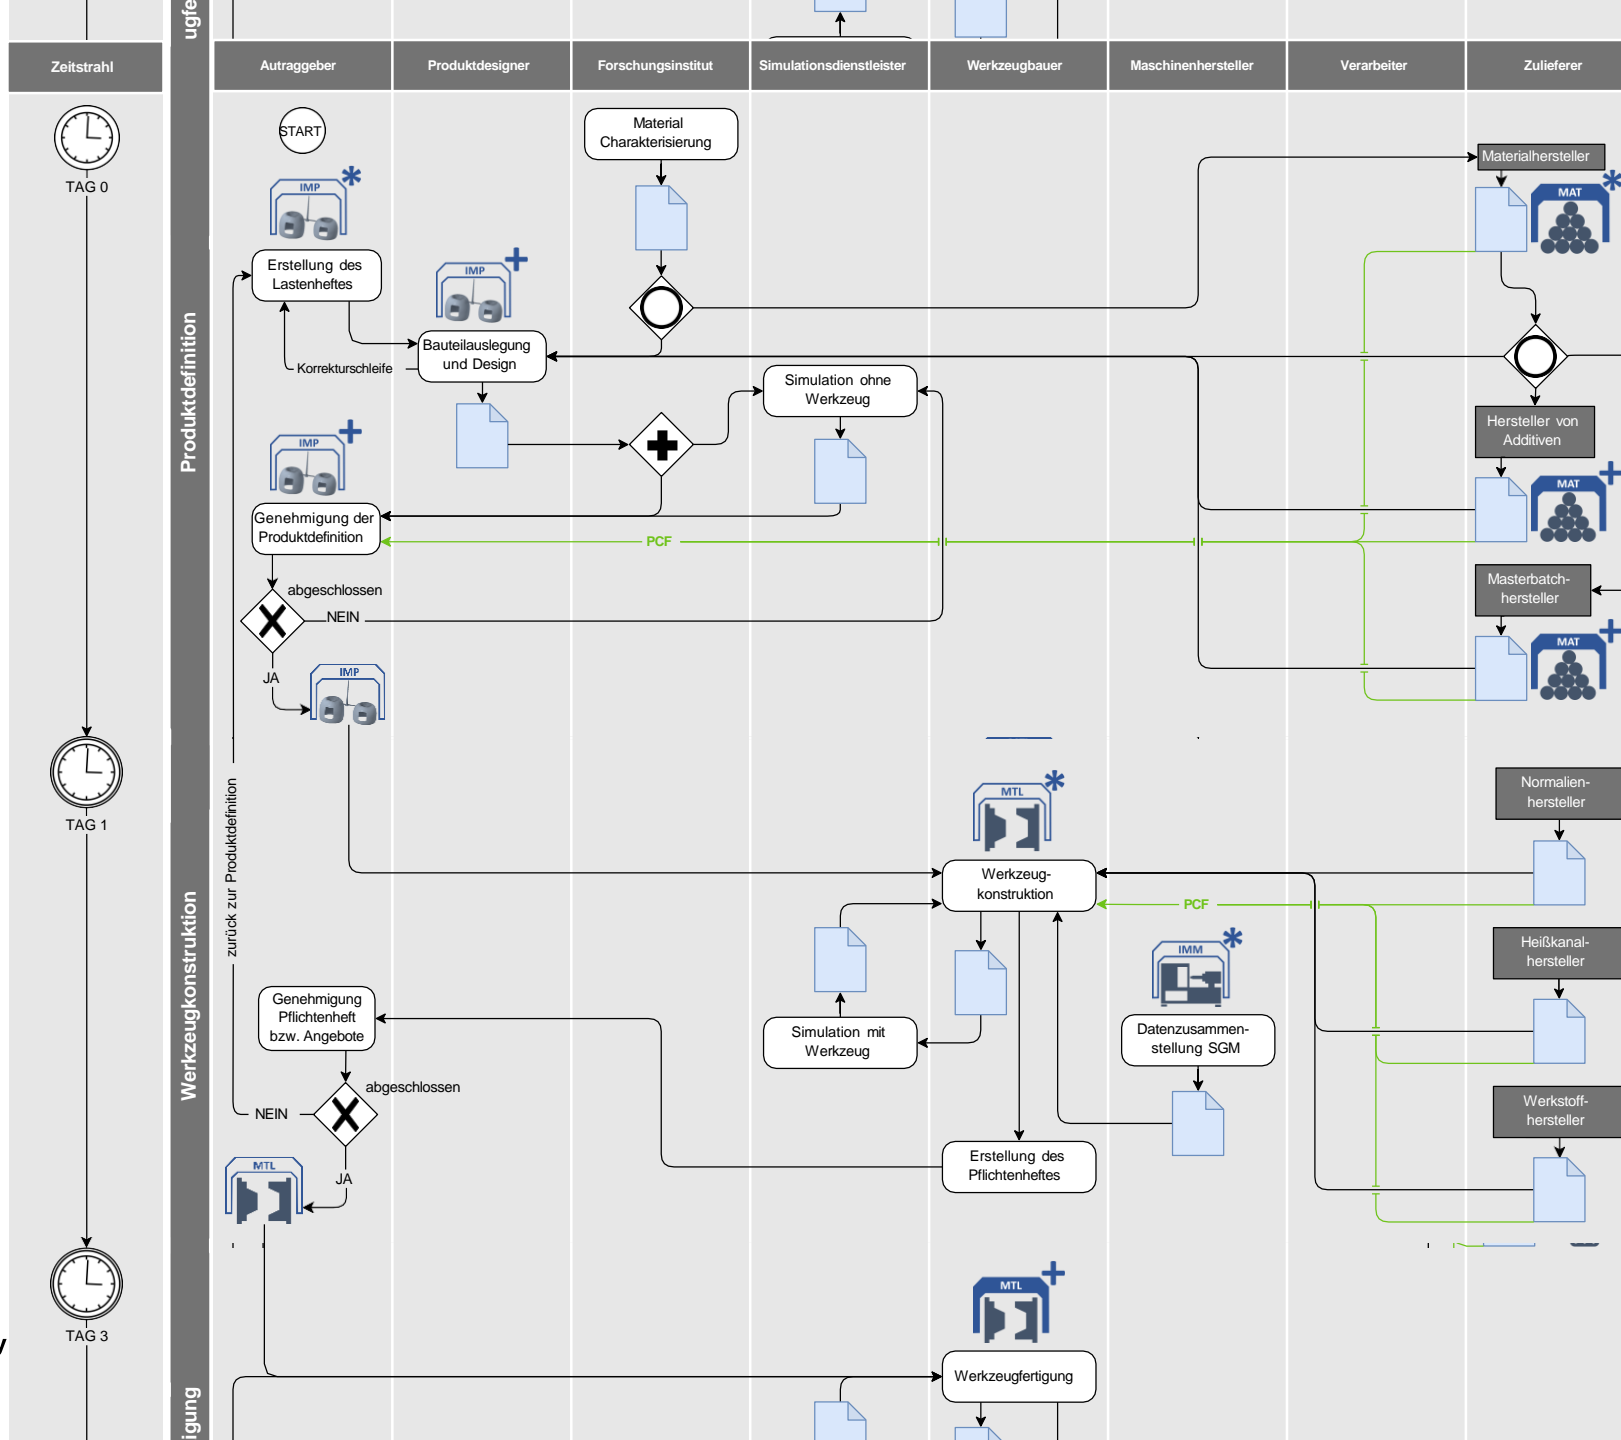 ugfe
Zeitstrahl
Autraggeber
Produktdesigner
Forschungsinstitut
Simulationsdienstleister
Werkzeugbauer
Maschinenhersteller
Verarbeiter
Zulieferer
START
TAG 0
Material
Charakterisierung
Materialhersteller
IMP
MAT
Produktdefinition
Erstellung des
Lastenheftes
IMP
Bauteilauslegung
und Design
Korrekturschleife
Simulation ohne
Werkzeug
Hersteller von
Additiven
IMP
MAT
Genehmigung der
Produktdefinition
PCF
abgeschlossen
NEIN
JA
Masterbatch-
hersteller
MAT
IMP
TAG 1
zurück zur Produktdefinition
Werkzeugkonstruktion
MTL
Normalien-
hersteller
Werkzeug-
konstruktion
PCF
IMM
Heißkanal-
hersteller
Genehmigung
Pflichtenheft
bzw. Angebote
Simulation mit
Werkzeug
Datenzusammen-
stellung SGM
abgeschlossen
NEIN
JA
Werkstoff-
hersteller
Erstellung des
Pflichtenheftes
MTL
TAG 3
MTL
Werkzeugfertigung
igung